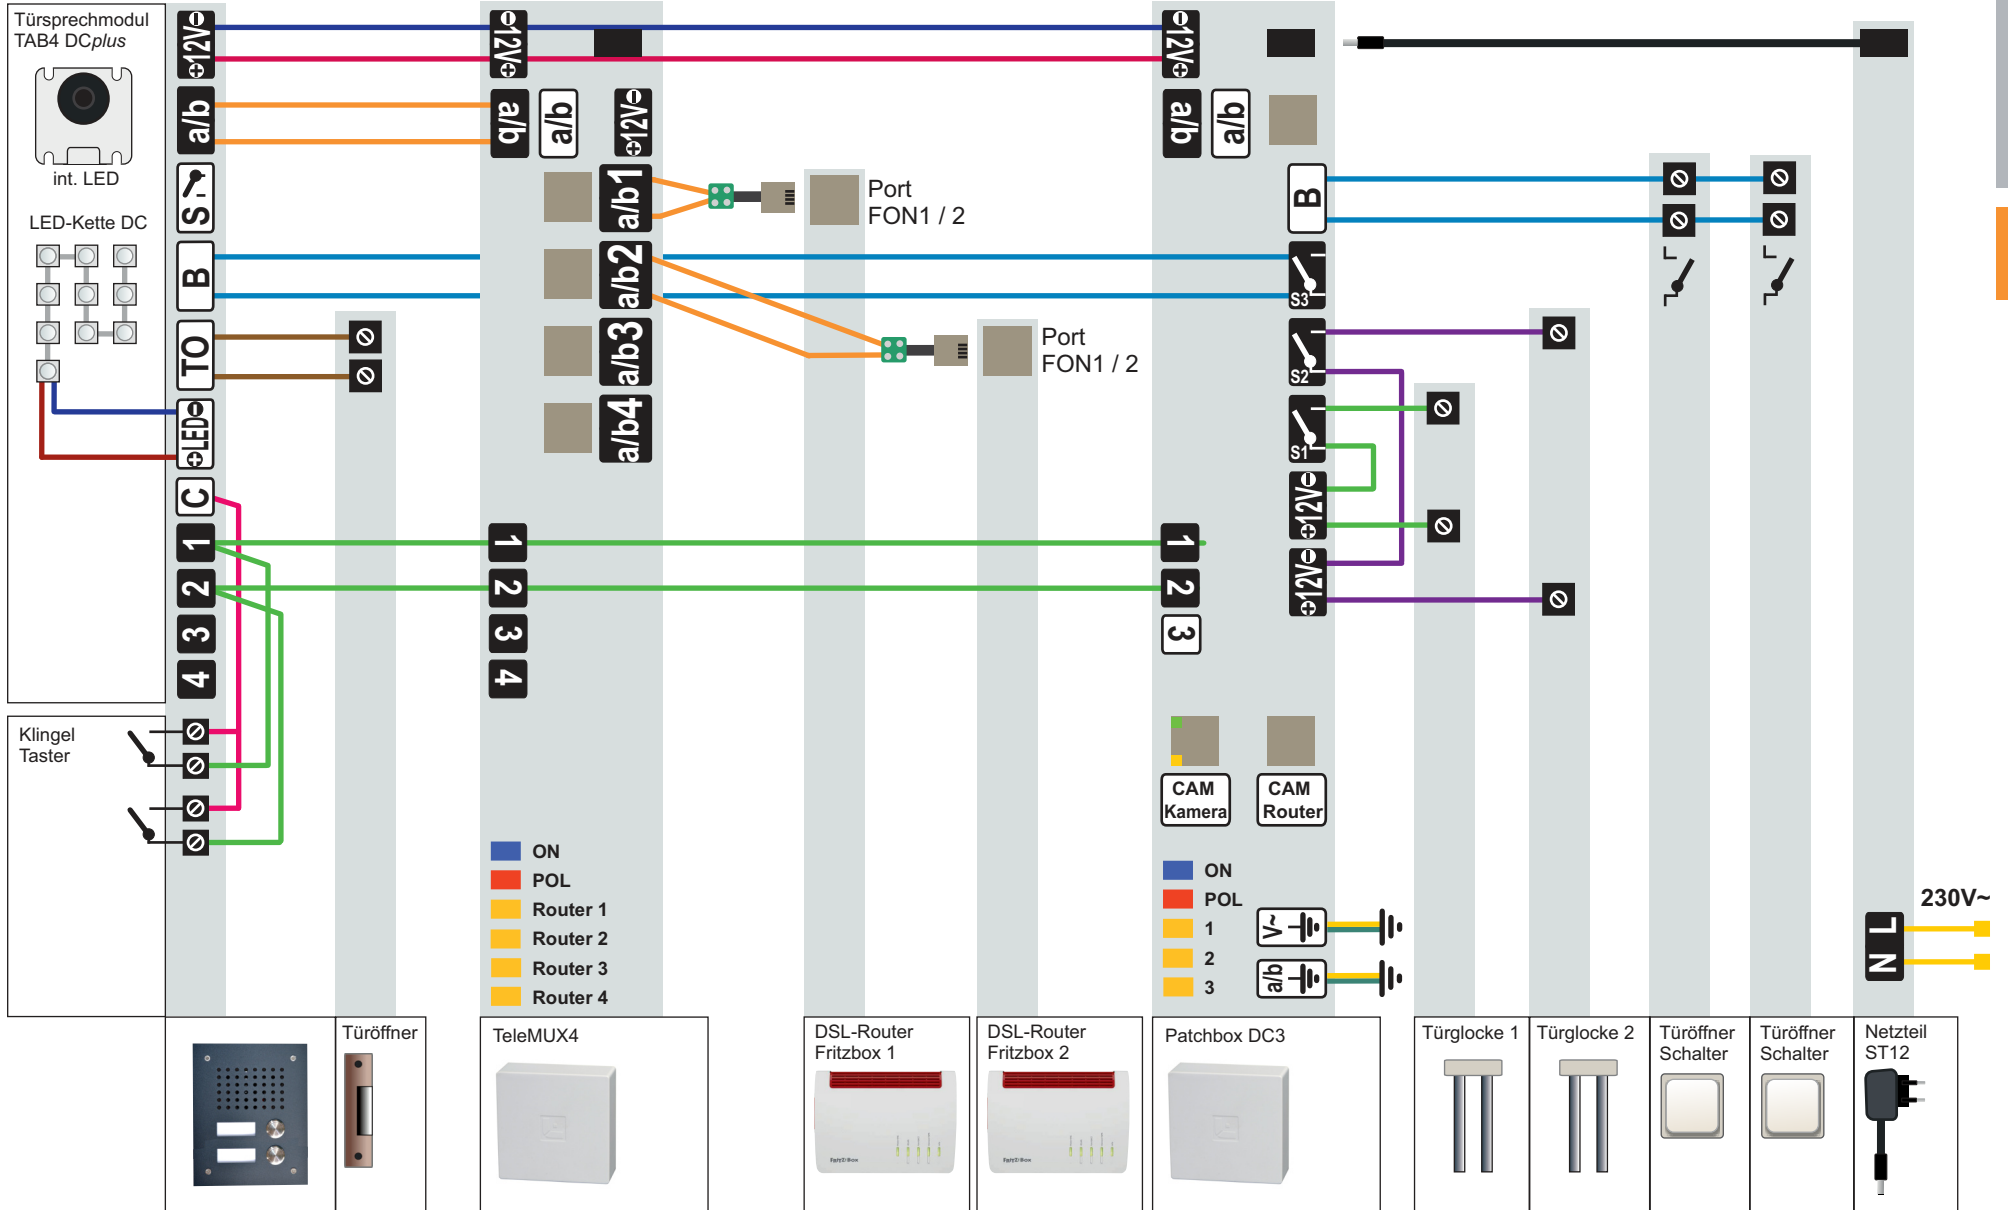 Türsprechmodul
TAB4 DCplus
int. LED
LED-Kette DC
+12V-
a/b
S
B
TO
+LED-
C
1
2
3
4
Klingel
Taster
-12V+
a/b
a/b
+12V-
a/b1
a/b2
a/b3
a/b4
1
2
3
4
ON
POL
Router 1
Router 2
Router 3
Router 4
Port
FON1 / 2
Port
FON1 / 2
-12V+
a/b
a/b
B
S3
S2
S1
+12V-
+12V-
1
2
3
CAM
Kamera
CAM
Router
ON
POL
1
2
3
V~
a/b
230V~
N L
Türöffner
TeleMUX4
DSL-Router
Fritzbox 1
DSL-Router
Fritzbox 2
Patchbox DC3
Türglocke 1
Türglocke 2
Türöffner
Schalter
Türöffner
Schalter
Netzteil
ST12
Fritz!Box
Fritz!Box